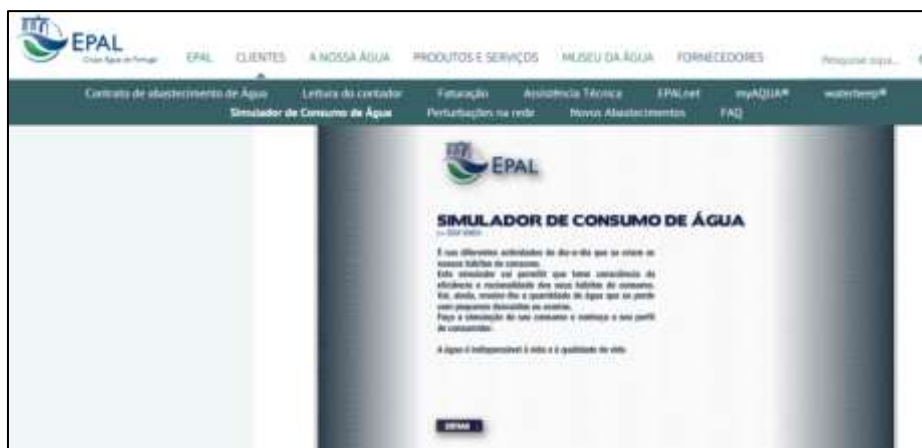 EPAL
Grupo Águas de Portugal
EPAL CLIENTES A NOSSA ÁGUA PRODUTOS E SERVIÇOS MUSEU DA ÁGUA FORNECEDORES Pesquise aqui...
Contrato de abastecimento de Água Leitura do contador Faturação Assistência Técnica EPALnet myAQUA® waterbeep®
Simulador de Consumo de Água Perturbações na rede Novos Abastecimentos FAQ
EPAL
SIMULADOR DE CONSUMO DE ÁGUA
É nas diferentes actividades do dia-a-dia que se criam os
nossos hábitos de consumo.
Este simulador vai permitir que tome consciência da
eficiência e racionalidade dos seus hábitos de consumo.
Vai, ainda, mostrar-lhe a quantidade de água que se perde
com pequenos descuidos ou avarias.
Faça a simulação do seu consumo e conheça o seu perfil
de consumidor.
A água é indispensável à vida e à qualidade de vida
ENTRAR